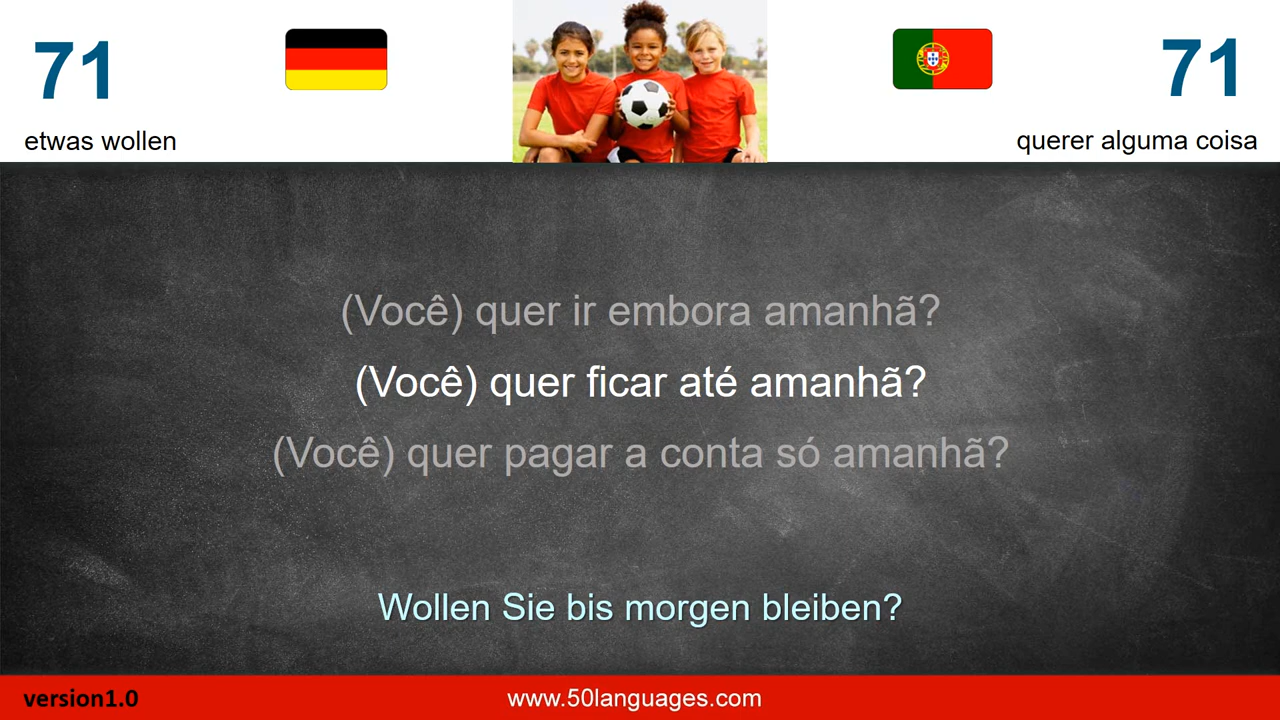 71
71
etwas wollen
querer alguma coisa
(Você) quer ir embora amanhã?
(Você) quer ficar até amanhã?
(Você) quer pagar a conta só amanhã?
Wollen Sie bis morgen bleiben?
version1.0
www.50languages.com